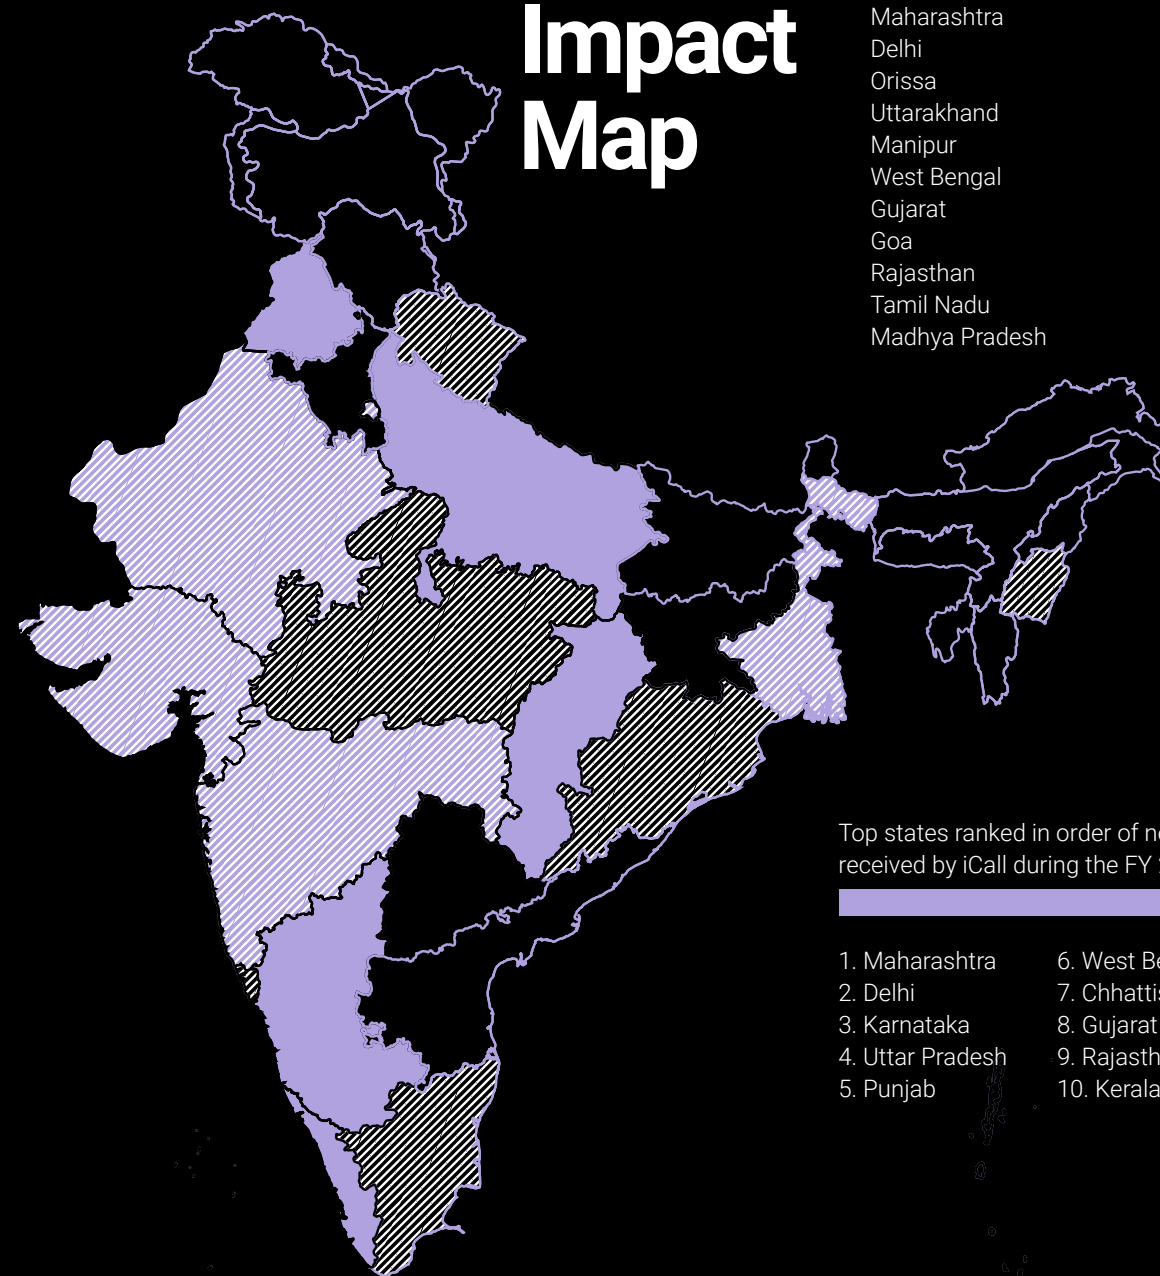 Impact
Map
Maharashtra
Delhi
Orissa
Uttarakhand
Manipur
West Bengal
Gujarat
Goa
Rajasthan
Tamil Nadu
Madhya Pradesh
Top states ranked in order of
received by iCall during the FY
1. Maharashtra
2. Delhi
3. Karnataka
4. Uttar Pradesh
5. Punjab
6. West
7.
8. Gujarat
9.
10. Kerala